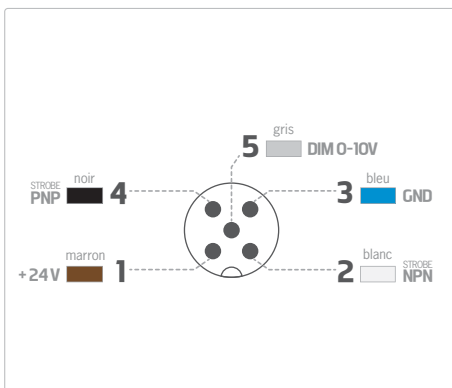 gris
5 DIM 0-10V
noir
STROBE
PNP 4
bleu
3 GND
marron
+24V 1
blanc
2 STROBE
NPN